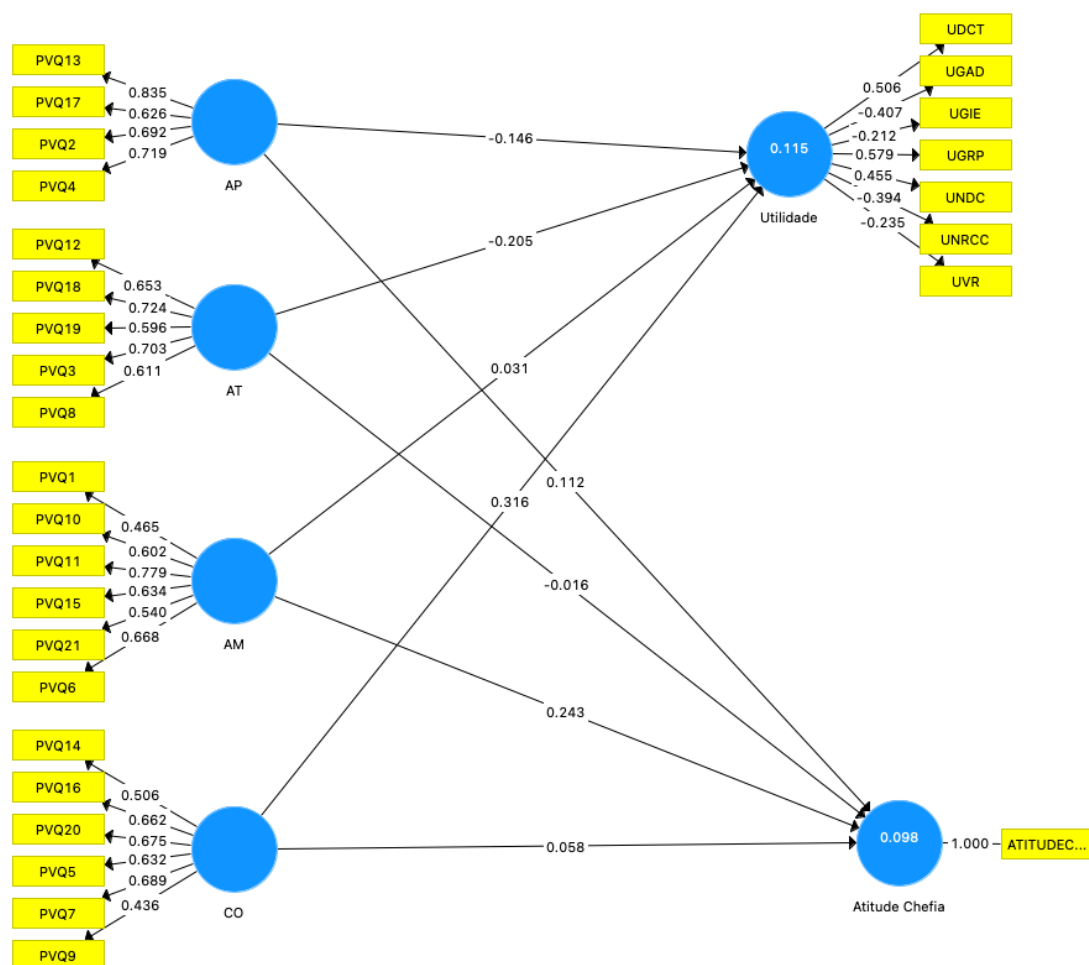 PVQ13
PVQ17
PVQ2
PVQ4
0.835
0.626
0.692
0.719
AP
PVQ12
PVQ18
PVQ19
PVQ3
PVQ8
0.653
0.724
0.596
0.703
0.611
AT
PVQ1
PVQ10
PVQ11
PVQ15
PVQ21
PVQ6
0.465
0.602
0.779
0.634
0.540
0.668
AM
PVQ14
PVQ16
PVQ20
PVQ5
PVQ7
PVQ9
0.506
0.662
0.675
0.632
0.689
0.436
CO
-0.146
-0.205
0.031
0.316
0.112
-0.016
0.243
0.058
0.115
Utilidade
0.506
-0.407
-0.212
0.579
0.455
-0.394
-0.235
UDCT
UGAD
UGIE
UGRP
UNDC
UNRCC
UVR
0.098
Atitude Chefia
1.000
ATITUDEC...